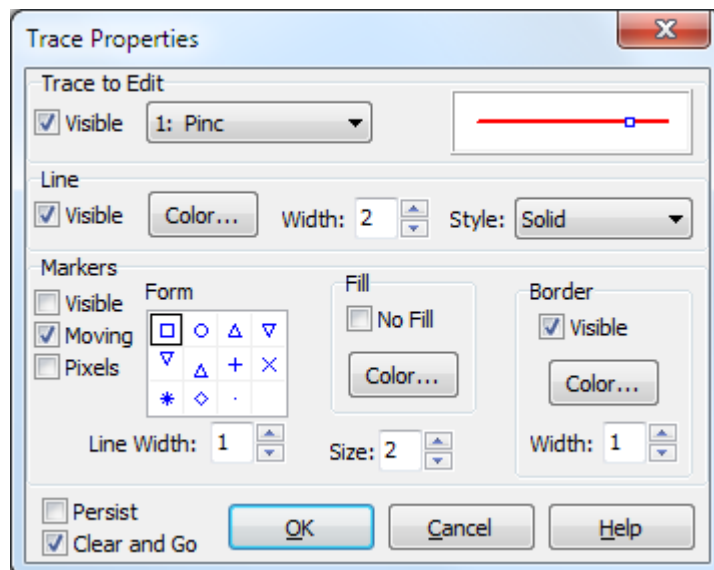 Trace Properties
Trace to Edit
Visible 1: Pinc
Line
Visible Color... Width: 2 Style: Solid
Markers
Visible
Moving
Pixels
Form
Line Width: 1
Fill
No Fill
Color...
Size: 2
Border
Visible
Color...
Width: 1
Persist
Clear and Go
OK Cancel Help